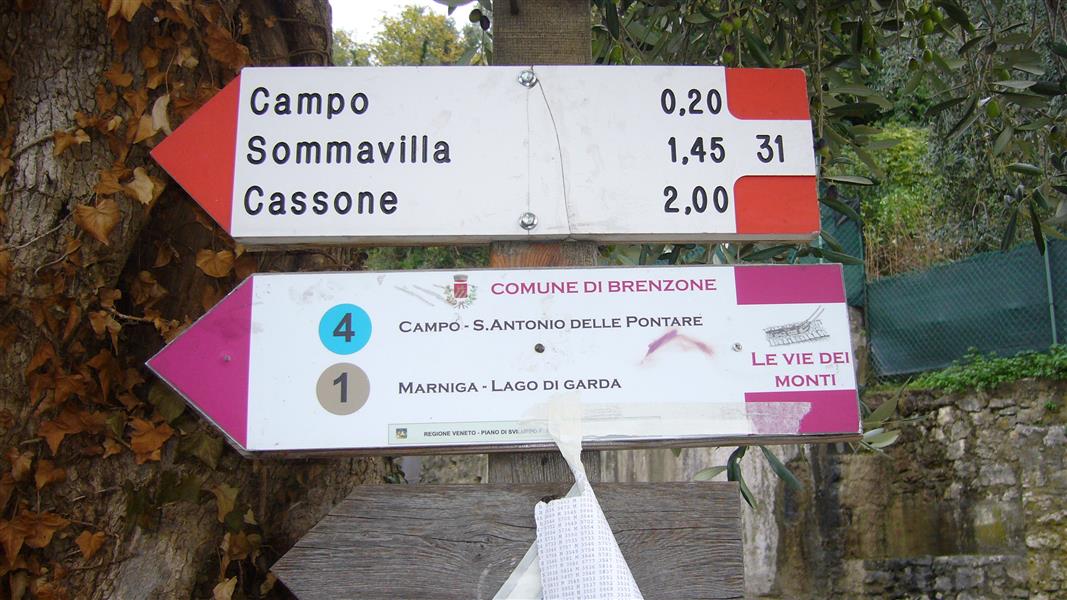 Campo 0,20
Sommavilla 1,45 31
Cassone 2,00
COMUNE DI BRENZONE
4 CAMPO - S.ANTONIO DELLE PONTARE
LE VIE DEI
MONTI
1 MARNIGA - LAGO DI GARDA
REGIONE VENETO - PIANO DI